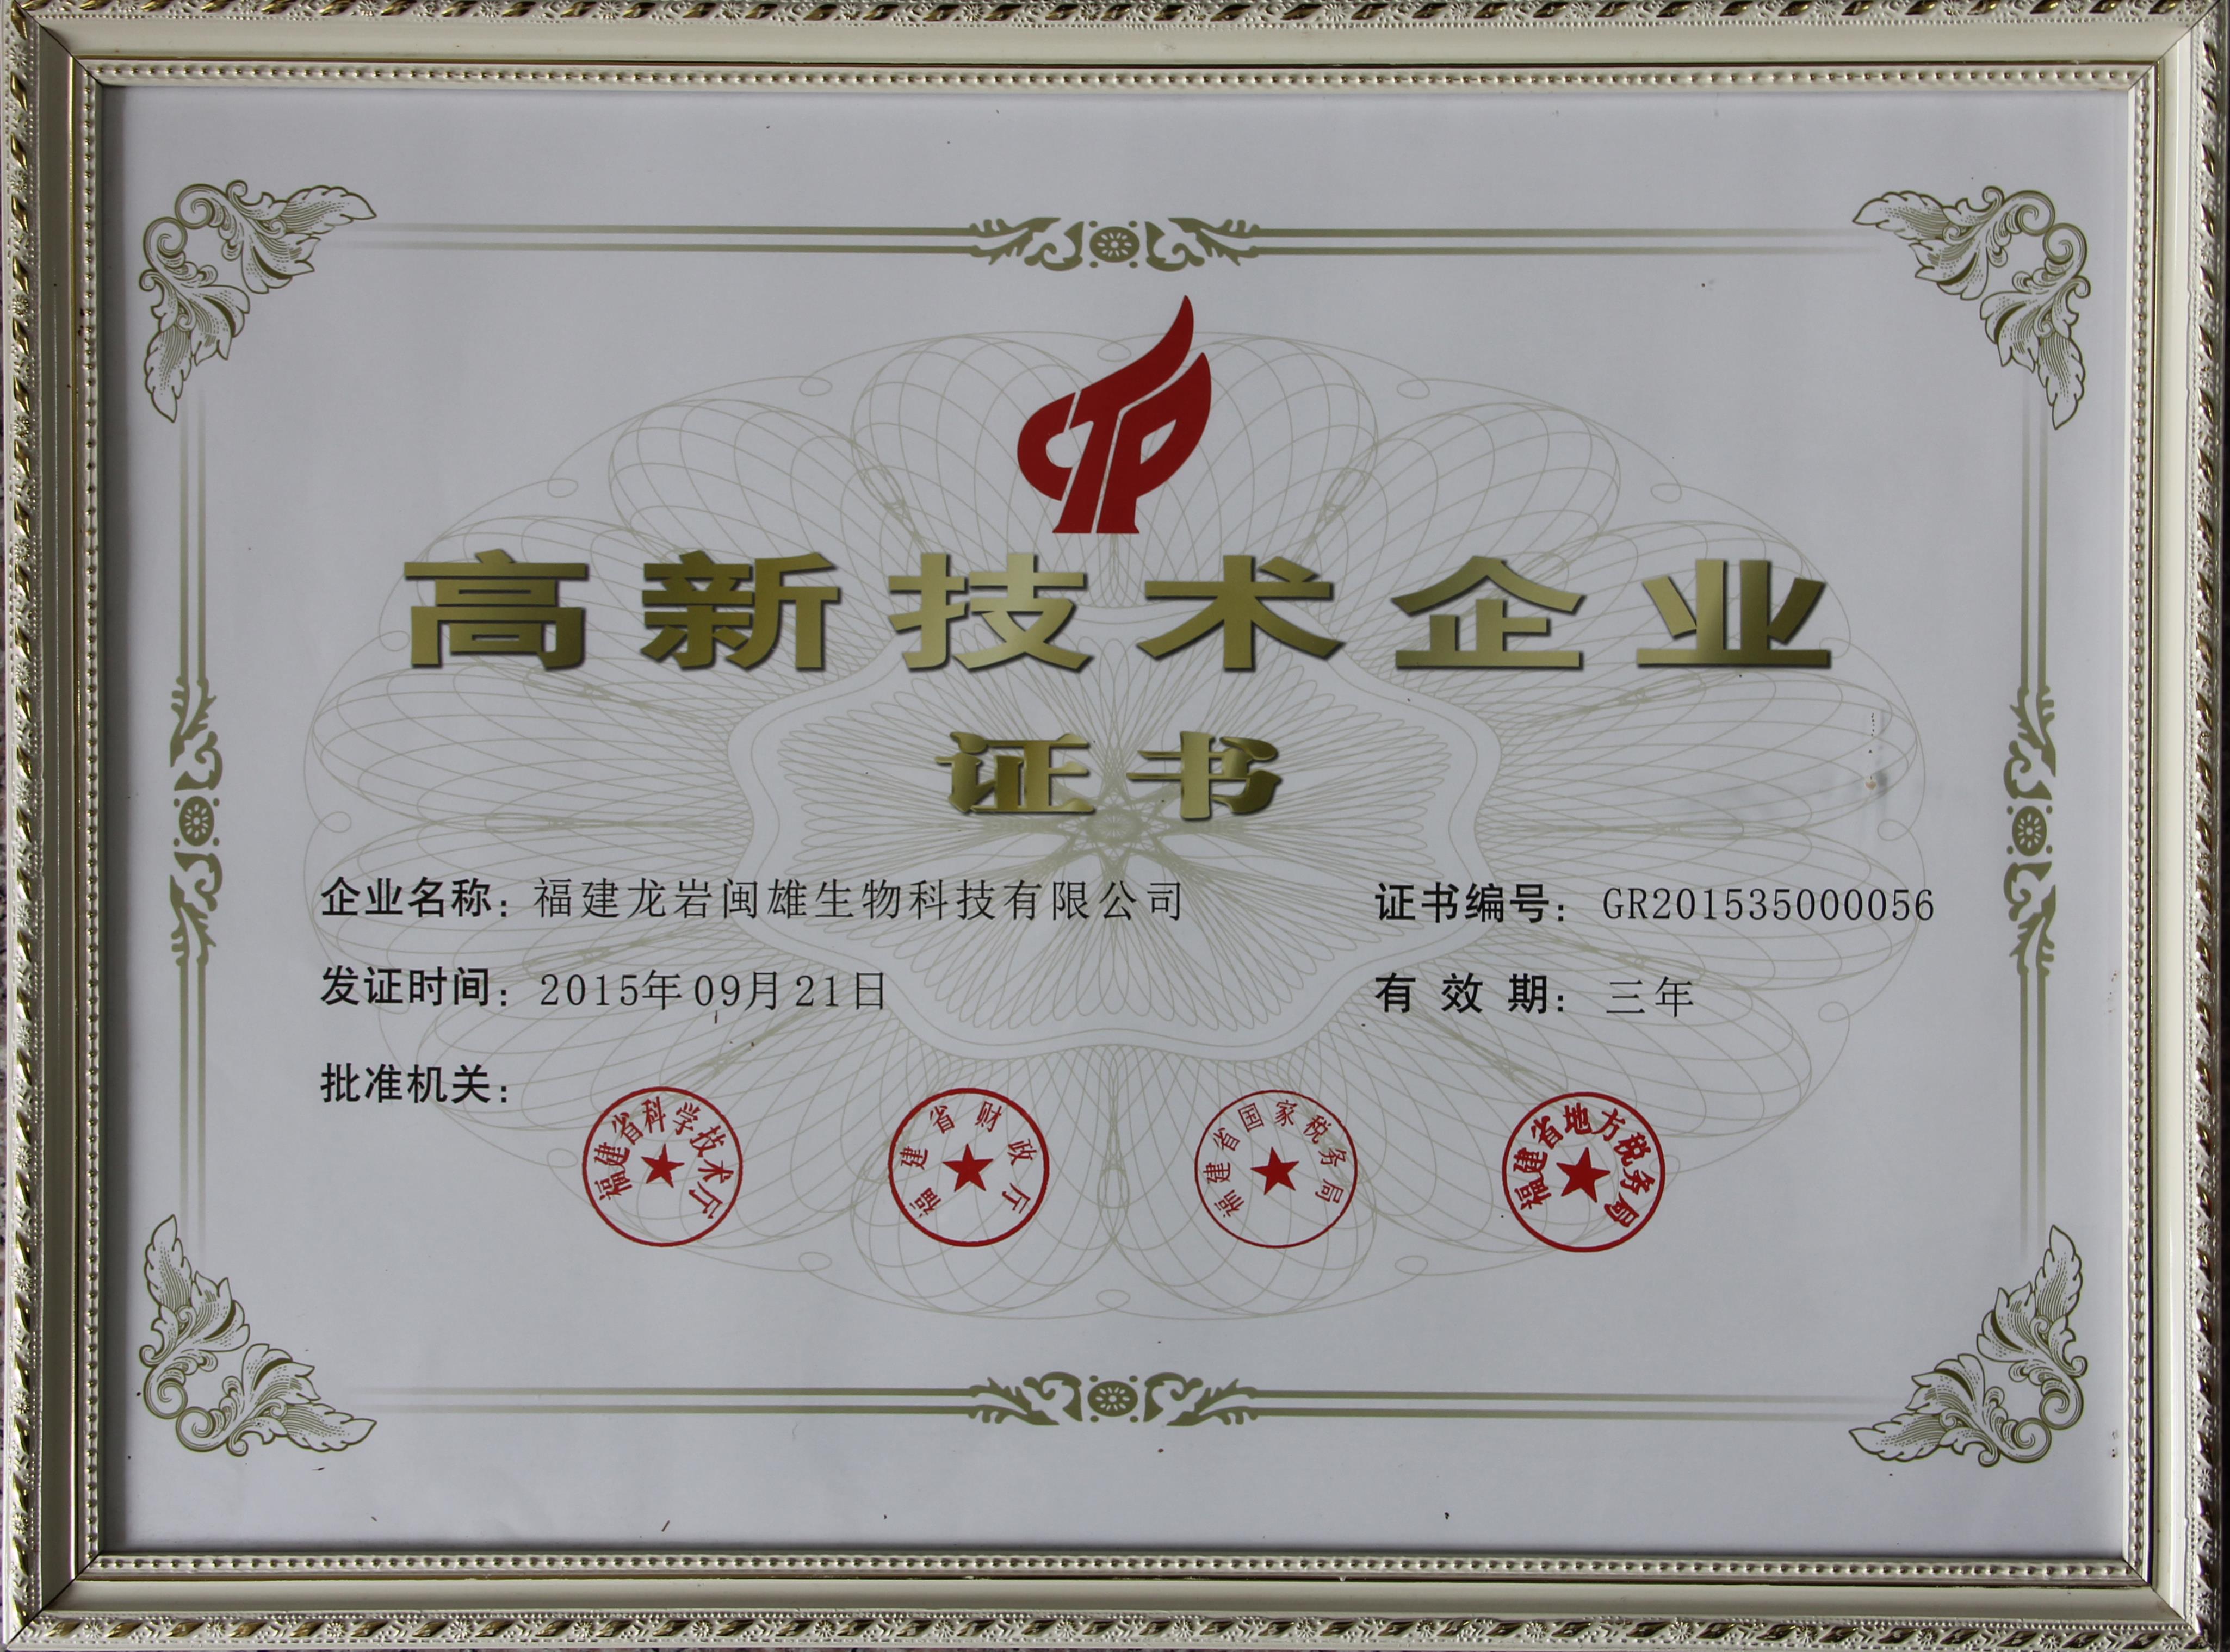 高新技术企业
证书
企业名称：福建龙岩闽雄生物科技有限公司
证书编号：GR201535000056
发证时间：2015年09月21日
有效期：三年
批准机关：
福建省科学技术厅
福建省财政厅
福建省国家税务局
福建省地方税务局